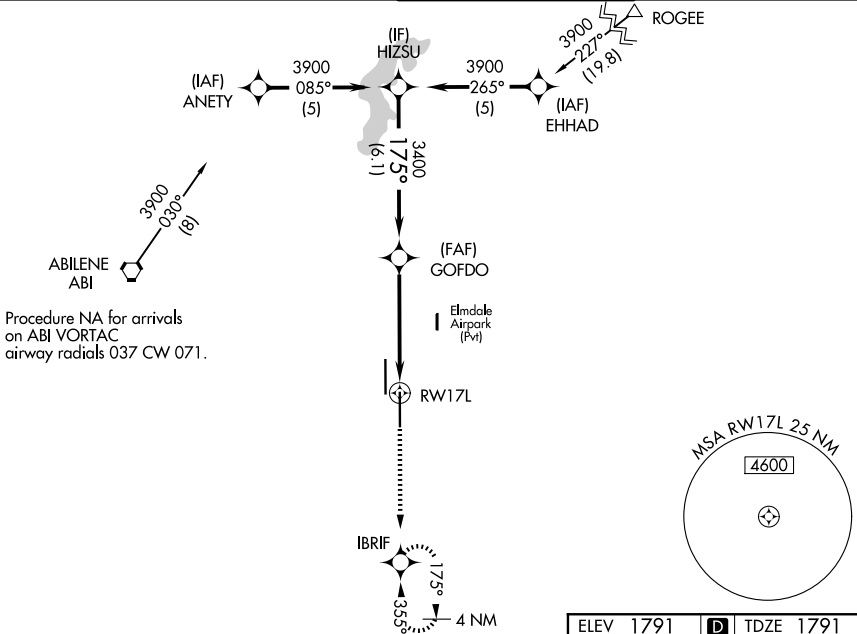 ROGEE
3900
227°
(19.8)
(IF)
HIZSU
(IAF)
ANETY
3900
085°
(5)
3900
265°
(5)
(IAF)
EHHAD
3400
175°
(6.1)
3900
030°
(8)
ABILENE
ABI
(FAF)
GOFDO
Procedure NA for arrivals
on ABI VORTAC
airway radials 037 CW 071.
Elmdale
Airpark
(Pvt)
RW17L
MSA RW17L 25 NM
4600
IBRIF
175°
355°
4 NM
ELEV 1791 D TDZE 1791